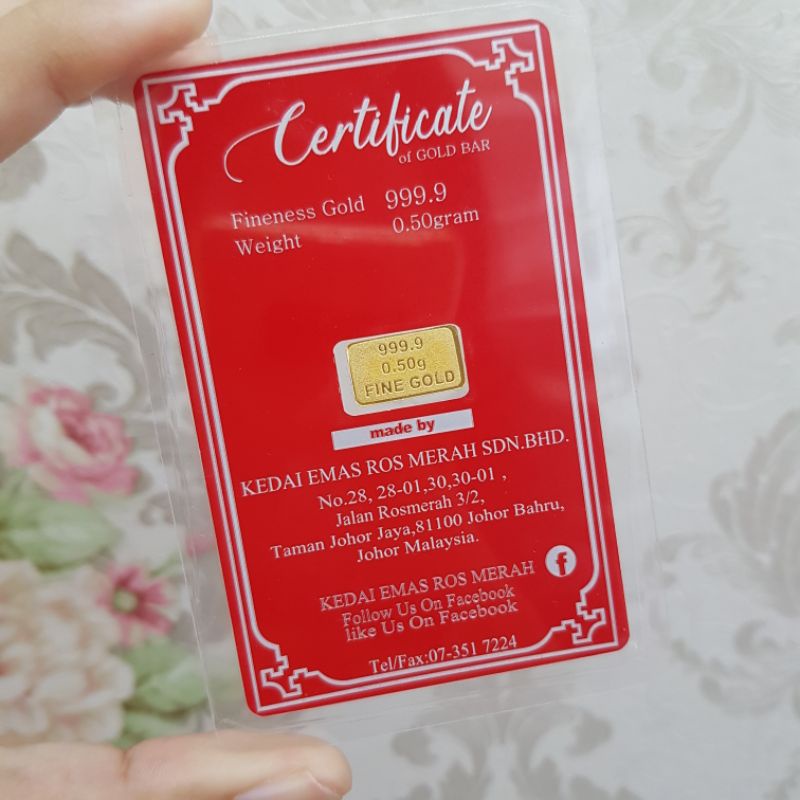 Certificate
of GOLD BAR
Fineness Gold 999.9
Weight 0.50gram
999.9
0.50g
FINE GOLD
made by
KEDAI EMAS ROS MERAH SDN.BHD.
No.28, 28-01,30,30-01 ,
Jalan Rosmerah 3/2,
Taman Johor Jaya,81100 Johor Bahru,
Johor Malaysia.
KEDAI EMAS ROS MERAH f
Follow Us On Facebook
like Us On Facebook
Tel/Fax:07-351 7224